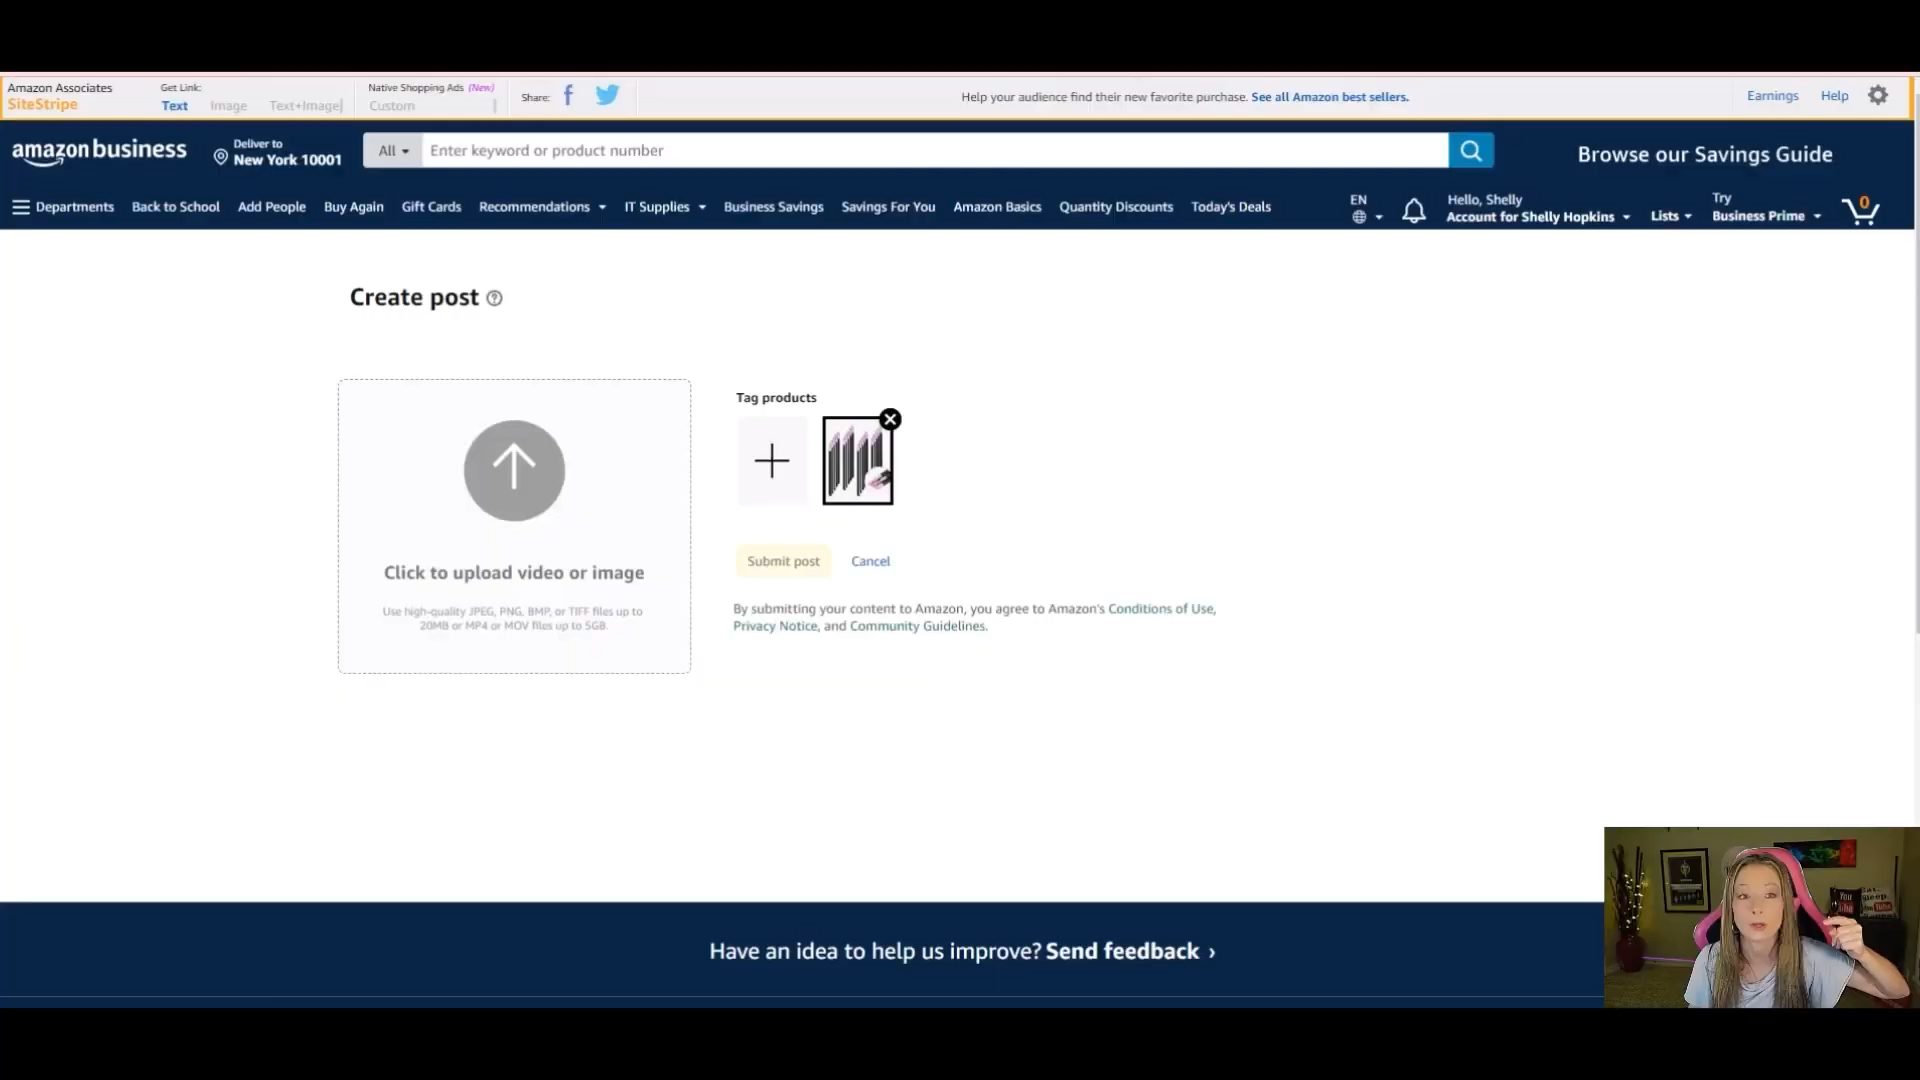 Amazon Associates
SiteStripe
Get Link:
Text Image Text+Image
Native Shopping Ads (New)
Custom
Share:
Help your audience find their new favorite purchase. See all Amazon best sellers.
Earnings Help
amazon business
Deliver to
New York 10001
All
Enter keyword or product number
Browse our Savings Guide
Departments Back to School Add People Buy Again Gift Cards Recommendations IT Supplies Business Savings Savings For You Amazon Basics Quantity Discounts Today's Deals
EN
Hello, Shelly
Account for Shelly Hopkins
Lists
Try
Business Prime
0
Create post
Click to upload video or image
Use high-quality JPEG, PNG, BMP, or TIFF files up to
20MB or MP4 or MOV files up to 5GB.
Tag products
Submit post Cancel
By submitting your content to Amazon, you agree to Amazon's Conditions of Use,
Privacy Notice, and Community Guidelines.
Have an idea to help us improve? Send feedback ›
You